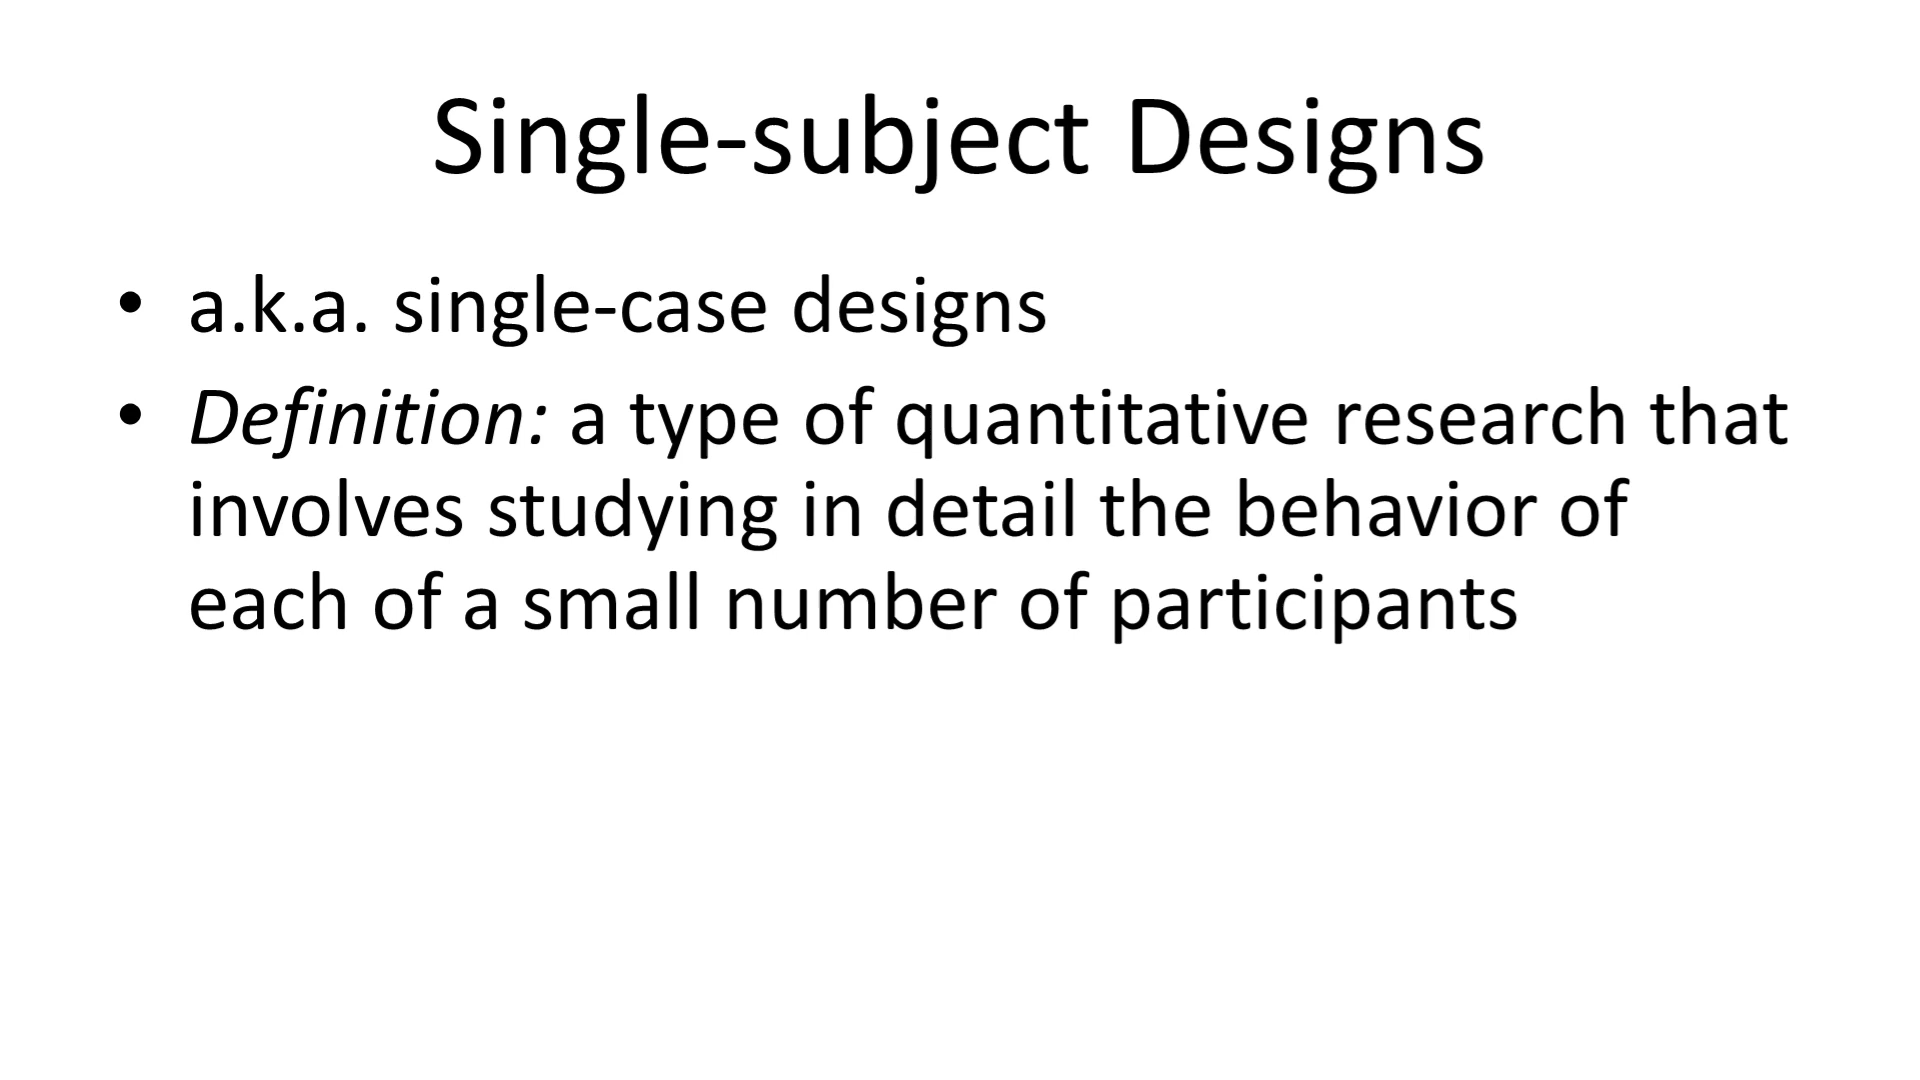 Single-subject Designs
• a.k.a. single-case designs
• Definition: a type of quantitative research that
involves studying in detail the behavior of
each of a small number of participants